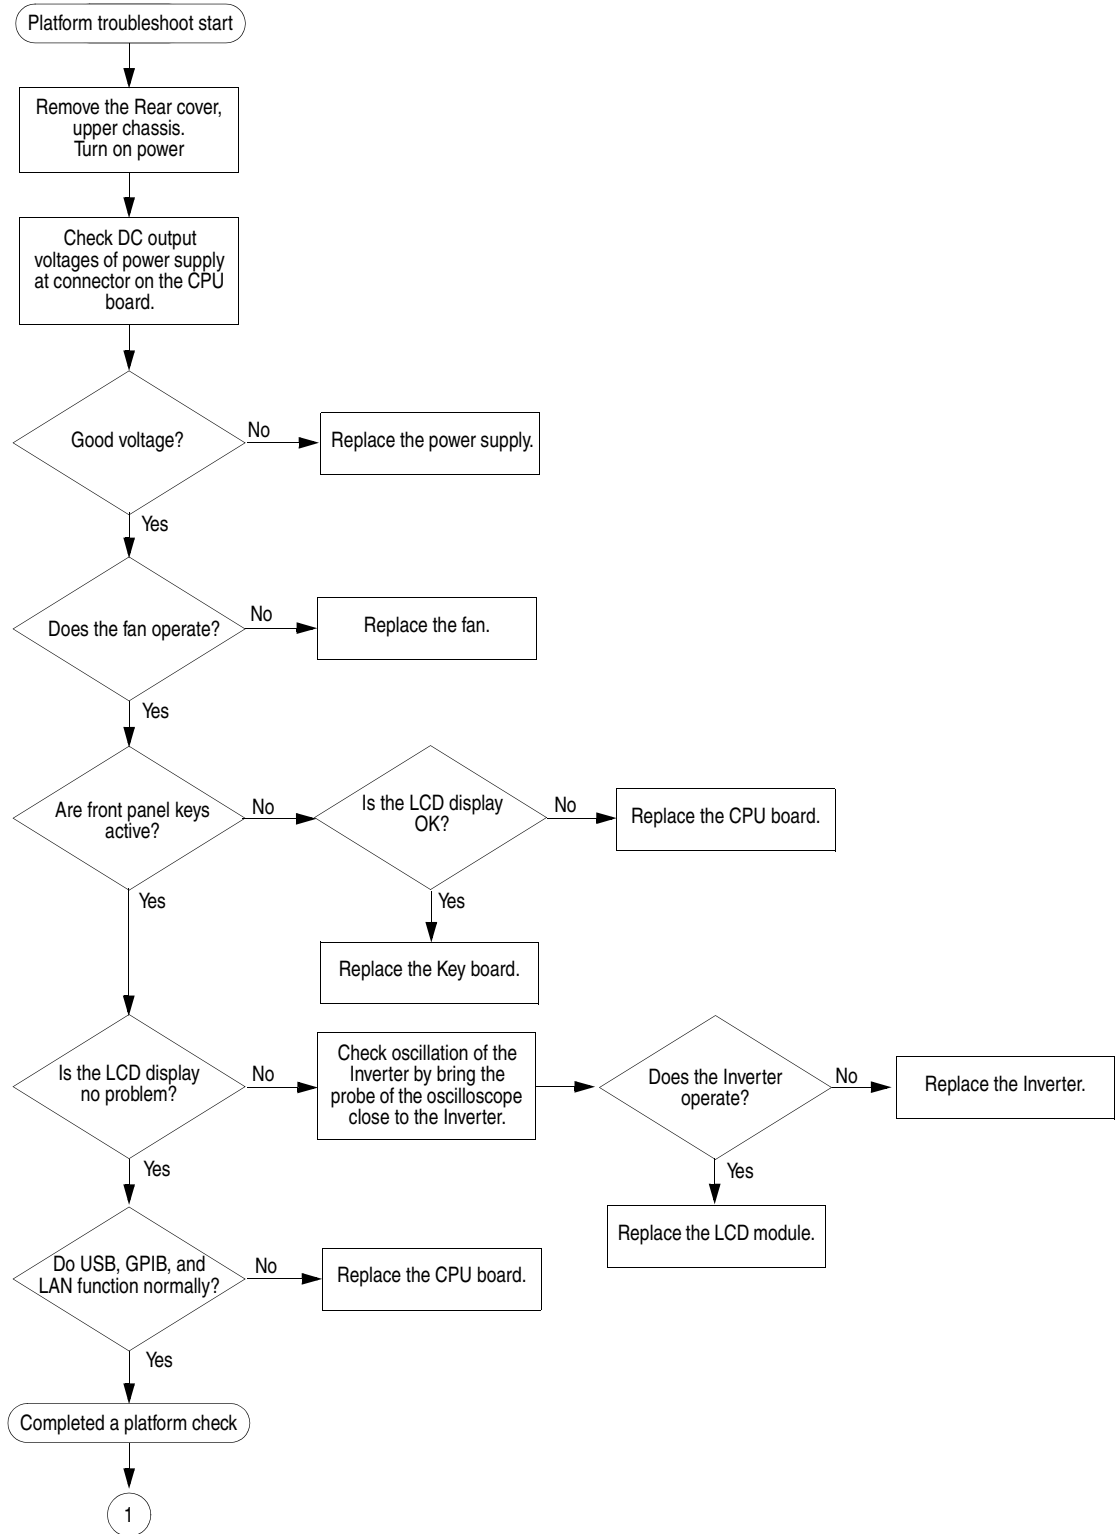 Platform troubleshoot start
Remove the Rear cover,
upper chassis.
Turn on power
Check DC output
voltages of power supply
at connector on the CPU
board.
Good voltage?
No
Replace the power supply.
Yes
Does the fan operate?
No
Replace the fan.
Yes
Are front panel keys
active?
No
Is the LCD display
OK?
No
Replace the CPU board.
Yes
Yes
Replace the Key board.
Is the LCD display
no problem?
No
Check oscillation of the
Inverter by bring the
probe of the oscilloscope
close to the Inverter.
Does the Inverter
operate?
No
Replace the Inverter.
Yes
Yes
Replace the LCD module.
Do USB, GPIB, and
LAN function normally?
No
Replace the CPU board.
Yes
Completed a platform check
1